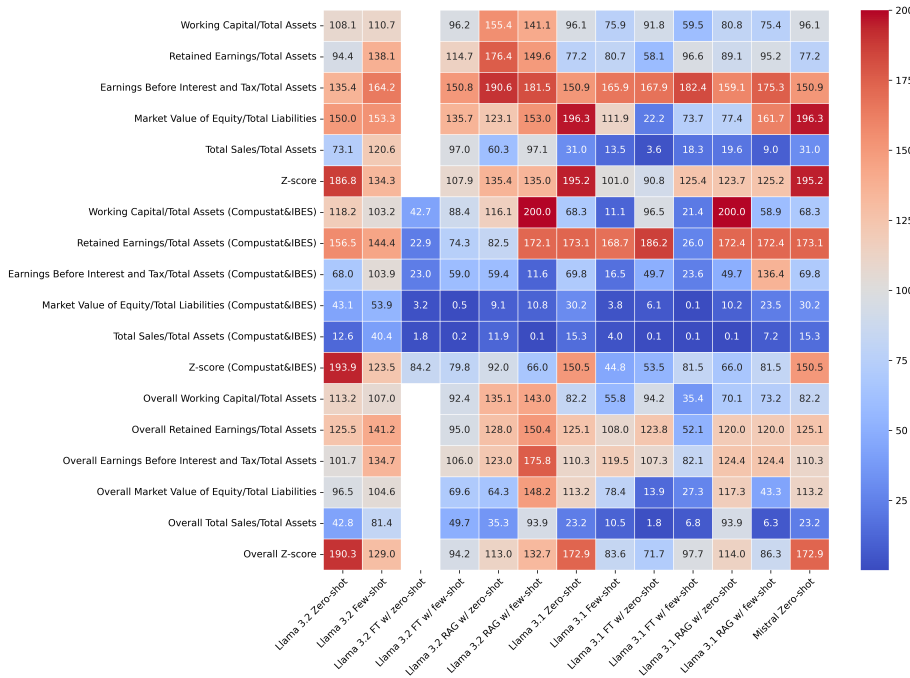 Working Capital/Total Assets 108.1 110.7 96.2 155.4 141.1 96.1 75.9 91.8 59.5 80.8 75.4 96.1
Retained Earnings/Total Assets 94.4 138.1 114.7 176.4 149.6 77.2 80.7 58.1 96.6 89.1 95.2 77.2
Earnings Before Interest and Tax/Total Assets 135.4 164.2 150.8 190.6 181.5 150.9 165.9 167.9 182.4 159.1 175.3 150.9
Market Value of Equity/Total Liabilities 150.0 153.3 135.7 123.1 153.0 196.3 111.9 22.2 73.7 77.4 161.7 196.3
Total Sales/Total Assets 73.1 120.6 97.0 60.3 97.1 31.0 13.5 3.6 18.3 19.6 9.0 31.0
Z-score 186.8 134.3 107.9 135.4 135.0 195.2 101.0 90.8 125.4 123.7 125.2 195.2
Working Capital/Total Assets (Compustat&IBES) 118.2 103.2 42.7 88.4 116.1 200.0 68.3 11.1 96.5 21.4 200.0 58.9 68.3
Retained Earnings/Total Assets (Compustat&IBES) 156.5 144.4 22.9 74.3 82.5 172.1 173.1 168.7 186.2 26.0 172.4 172.4 173.1
Earnings Before Interest and Tax/Total Assets (Compustat&IBES) 68.0 103.9 23.0 59.0 59.4 11.6 69.8 16.5 49.7 23.6 49.7 136.4 69.8
Market Value of Equity/Total Liabilities (Compustat&IBES) 43.1 53.9 3.2 0.5 9.1 10.8 30.2 3.8 6.1 0.1 10.2 23.5 30.2
Total Sales/Total Assets (Compustat&IBES) 12.6 40.4 1.8 0.2 11.9 0.1 15.3 4.0 0.1 0.1 0.1 7.2 15.3
Z-score (Compustat&IBES) 193.9 123.5 84.2 79.8 92.0 66.0 150.5 44.8 53.5 81.5 66.0 81.5 150.5
Overall Working Capital/Total Assets 113.2 107.0 92.4 135.1 143.0 82.2 55.8 94.2 35.4 70.1 73.2 82.2
Overall Retained Earnings/Total Assets 125.5 141.2 95.0 128.0 150.4 125.1 108.0 123.8 52.1 120.0 120.0 125.1
Overall Earnings Before Interest and Tax/Total Assets 101.7 134.7 106.0 123.0 175.8 110.3 119.5 107.3 82.1 124.4 124.4 110.3
Overall Market Value of Equity/Total Liabilities 96.5 104.6 69.6 64.3 148.2 113.2 78.4 13.9 27.3 117.3 43.3 113.2
Overall Total Sales/Total Assets 42.8 81.4 49.7 35.3 93.9 23.2 10.5 1.8 6.8 93.9 6.3 23.2
Overall Z-score 190.3 129.0 94.2 113.0 132.7 172.9 83.6 71.7 97.7 114.0 86.3 172.9
Llama 3.2 Zero-shot
Llama 3.2 Few-shot
Llama 3.2 FT w/ zero-shot
Llama 3.2 FT w/ few-shot
Llama 3.2 RAG w/ zero-shot
Llama 3.2 RAG w/ few-shot
Llama 3.1 Zero-shot
Llama 3.1 Few-shot
Llama 3.1 FT w/ zero-shot
Llama 3.1 FT w/ few-shot
Llama 3.1 RAG w/ zero-shot
Llama 3.1 RAG w/ few-shot
Mistral Zero-shot
200
175
150
125
100
75
50
25